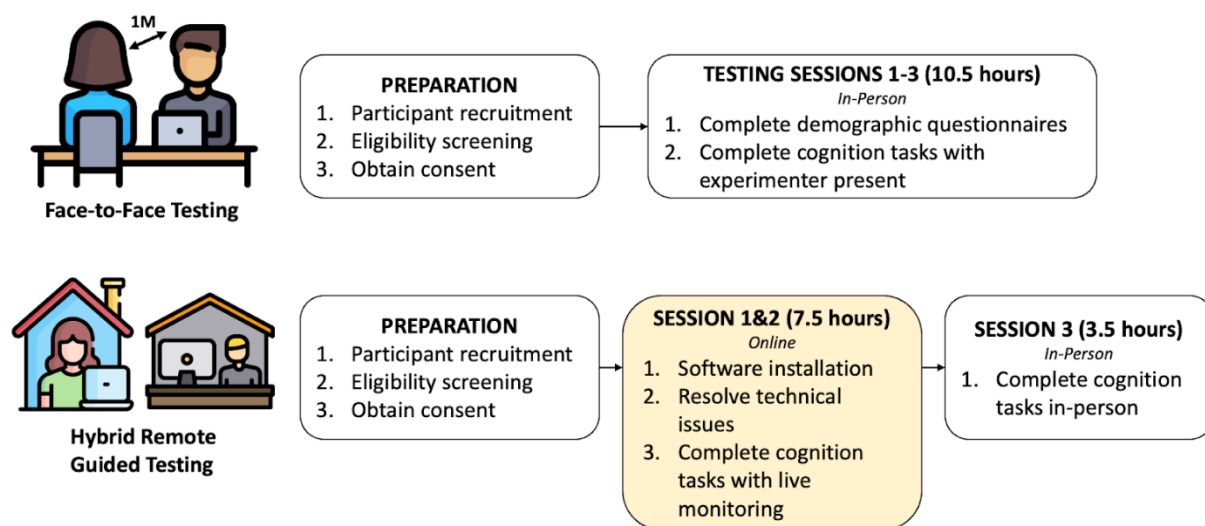 1M
Face-to-Face Testing
PREPARATION
1. Participant recruitment
2. Eligibility screening
3. Obtain consent
TESTING SESSIONS 1-3 (10.5 hours)
In-Person
1. Complete demographic questionnaires
2. Complete cognition tasks with
experimenter present
Hybrid Remote
Guided Testing
PREPARATION
1. Participant recruitment
2. Eligibility screening
3. Obtain consent
SESSION 1&2 (7.5 hours)
Online
1. Software installation
2. Resolve technical
issues
3. Complete cognition
tasks with live
monitoring
SESSION 3 (3.5 hours)
In-Person
1. Complete cognition
tasks in-person